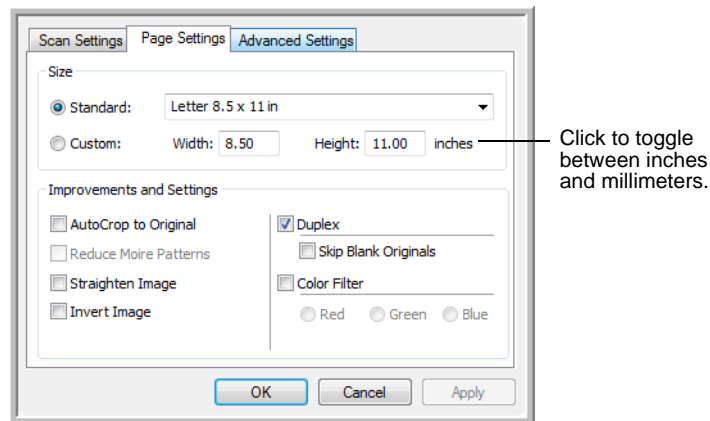 Scan Settings Page Settings Advanced Settings
Size
Standard: Letter 8.5 x 11 in
Custom: Width: 8.50 Height: 11.00 inches
Click to toggle
between inches
and millimeters.
Improvements and Settings
AutoCrop to Original
Reduce Moire Patterns
Straighten Image
Invert Image
Duplex
Skip Blank Originals
Color Filter
Red Green Blue
OK Cancel Apply